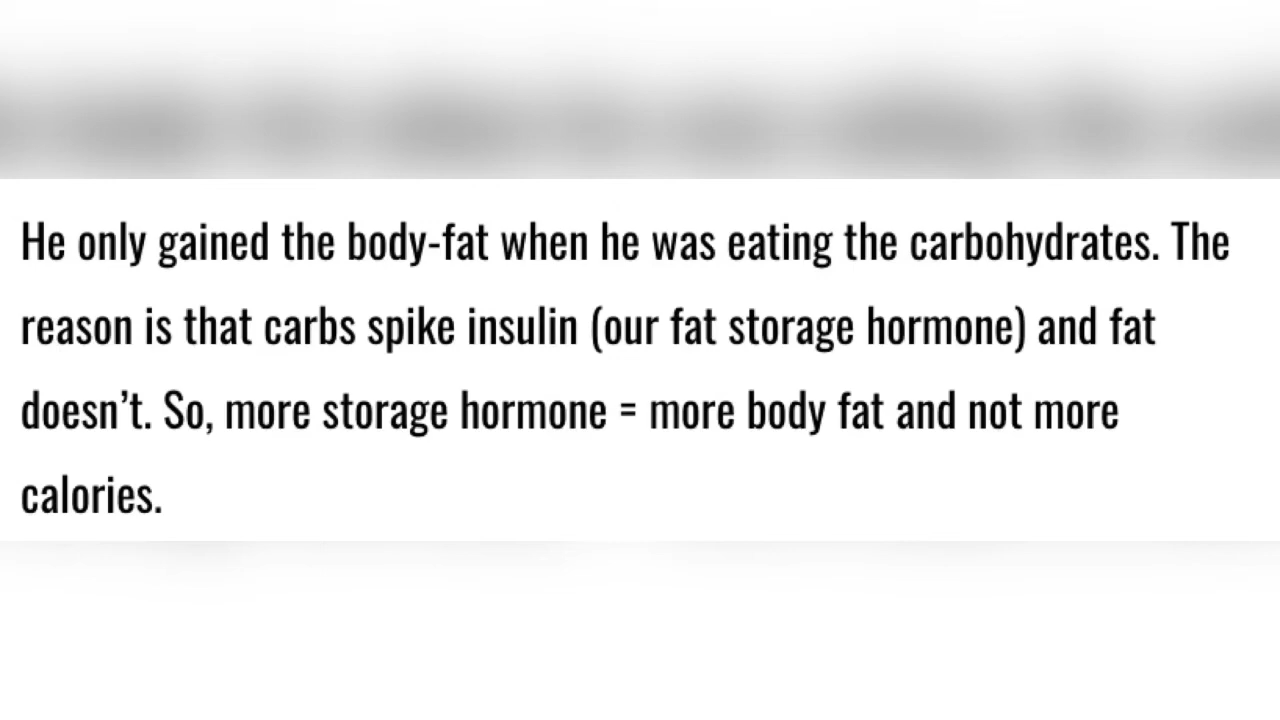 He only gained the body-fat when he was eating the carbohydrates. The
reason is that carbs spike insulin (our fat storage hormone) and fat
doesn’t. So, more storage hormone = more body fat and not more
calories.